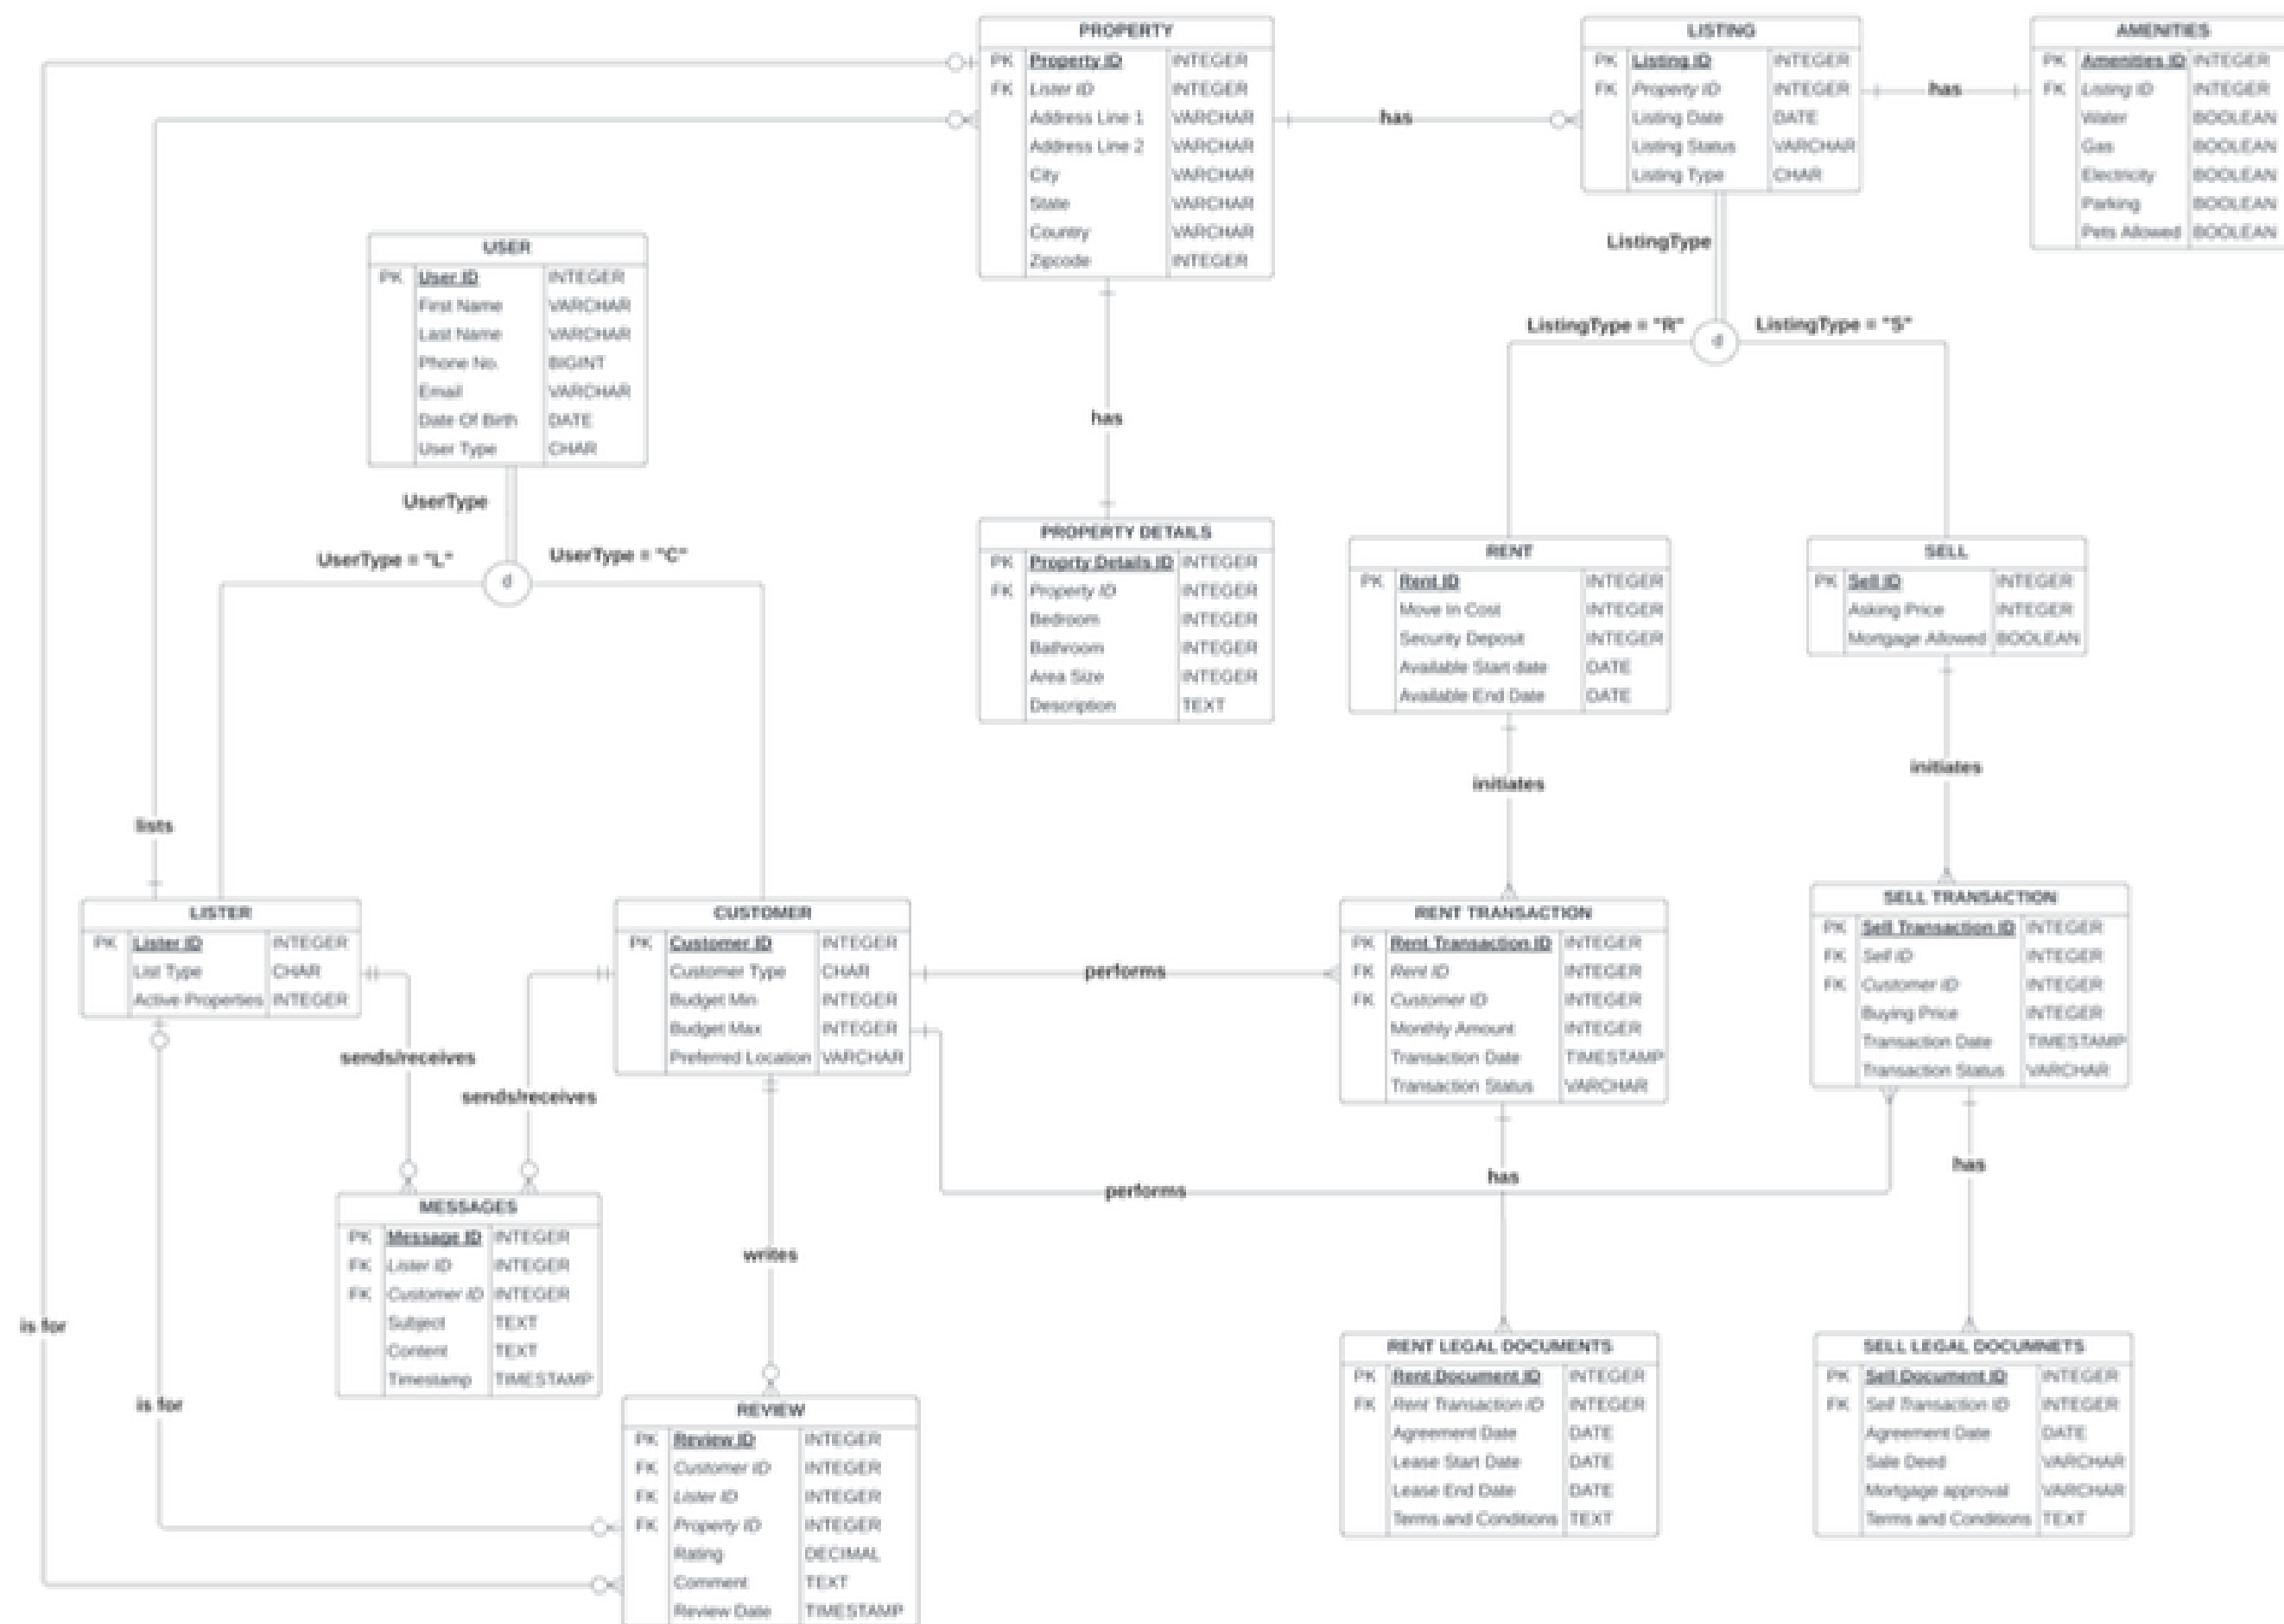 PROPERTY
PK Property ID INTEGER
FK Lister ID INTEGER
Address Line 1 VARCHAR
Address Line 2 VARCHAR
City VARCHAR
State VARCHAR
Country VARCHAR
Zipcode INTEGER
has
LISTING
PK Listing ID INTEGER
FK Property ID INTEGER
Listing Date DATE
Listing Status VARCHAR
Listing Type CHAR
has
AMENITIES
PK Amenities ID INTEGER
FK Listing ID INTEGER
Water BOOLEAN
Gas BOOLEAN
Electricity BOOLEAN
Parking BOOLEAN
Pets Allowed BOOLEAN
USER
PK User ID INTEGER
First Name VARCHAR
Last Name VARCHAR
Phone No. BIGINT
Email VARCHAR
Date Of Birth DATE
User Type CHAR
UserType
UserType = "L"
d
UserType = "C"
has
ListingType
ListingType = "R"
d
ListingType = "S"
PROPERTY DETAILS
PK Proprty Details ID INTEGER
FK Property ID INTEGER
Bedroom INTEGER
Bathroom INTEGER
Area Size INTEGER
Description TEXT
RENT
PK Rent ID INTEGER
Move In Cost INTEGER
Security Deposit INTEGER
Available Start date DATE
Available End Date DATE
SELL
PK Sell ID INTEGER
Asking Price INTEGER
Mortgage Allowed BOOLEAN
lists
initiates
initiates
LISTER
PK Lister ID INTEGER
List Type CHAR
Active Properties INTEGER
CUSTOMER
PK Customer ID INTEGER
Customer Type CHAR
Budget Min INTEGER
Budget Max INTEGER
Preferred Location VARCHAR
performs
RENT TRANSACTION
PK Rent Transaction ID INTEGER
FK Rent ID INTEGER
FK Customer ID INTEGER
Monthly Amount INTEGER
Transaction Date TIMESTAMP
Transaction Status VARCHAR
SELL TRANSACTION
PK Sell Transaction ID INTEGER
FK Sell ID INTEGER
FK Customer ID INTEGER
Buying Price INTEGER
Transaction Date TIMESTAMP
Transaction Status VARCHAR
sends/receives
sends/receives
performs
has
has
MESSAGES
PK Message ID INTEGER
FK Lister ID INTEGER
FK Customer ID INTEGER
Subject TEXT
Content TEXT
Timestamp TIMESTAMP
writes
is for
is for
REVIEW
PK Review ID INTEGER
FK Customer ID INTEGER
FK Lister ID INTEGER
FK Property ID INTEGER
Rating DECIMAL
Comment TEXT
Review Date TIMESTAMP
RENT LEGAL DOCUMENTS
PK Rent Document ID INTEGER
FK Rent Transaction ID INTEGER
Agreement Date DATE
Lease Start Date DATE
Lease End Date DATE
Terms and Conditions TEXT
SELL LEGAL DOCUMNETS
PK Sell Document ID INTEGER
FK Sell Transaction ID INTEGER
Agreement Date DATE
Sale Deed VARCHAR
Mortgage approval VARCHAR
Terms and Conditions TEXT